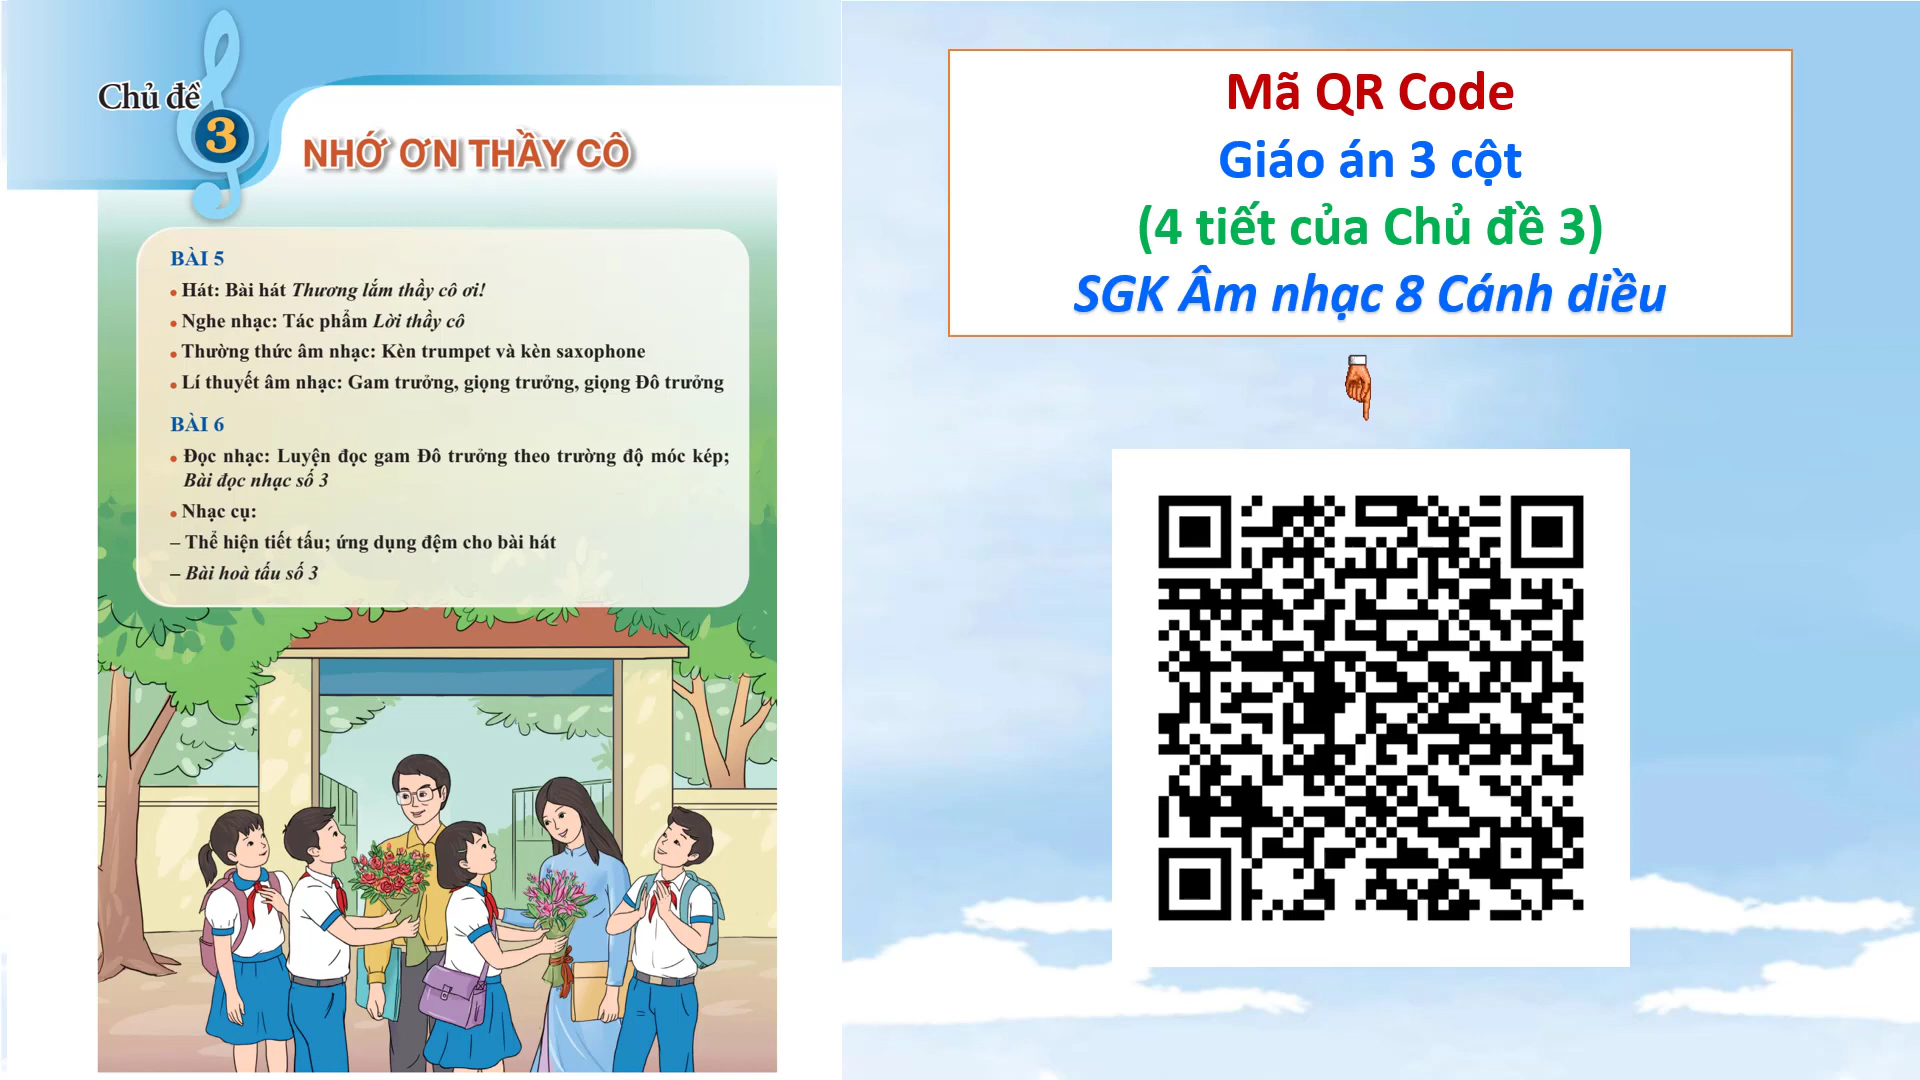 Chủ đề
3
NHỚ ƠN THẦY CÔ
BÀI 5
• Hát: Bài hát Thương lắm thầy cô ơi!
• Nghe nhạc: Tác phẩm Lời thầy cô
• Thường thức âm nhạc: Kèn trumpet và kèn saxophone
• Lí thuyết âm nhạc: Gam trưởng, giọng trưởng, giọng Đô trưởng
BÀI 6
• Đọc nhạc: Luyện đọc gam Đô trưởng theo trường độ móc kép;
Bài đọc nhạc số 3
• Nhạc cụ:
– Thể hiện tiết tấu; ứng dụng đệm cho bài hát
– Bài hoà tấu số 3
Mã QR Code
Giáo án 3 cột
(4 tiết của Chủ đề 3)
SGK Âm nhạc 8 Cánh diều